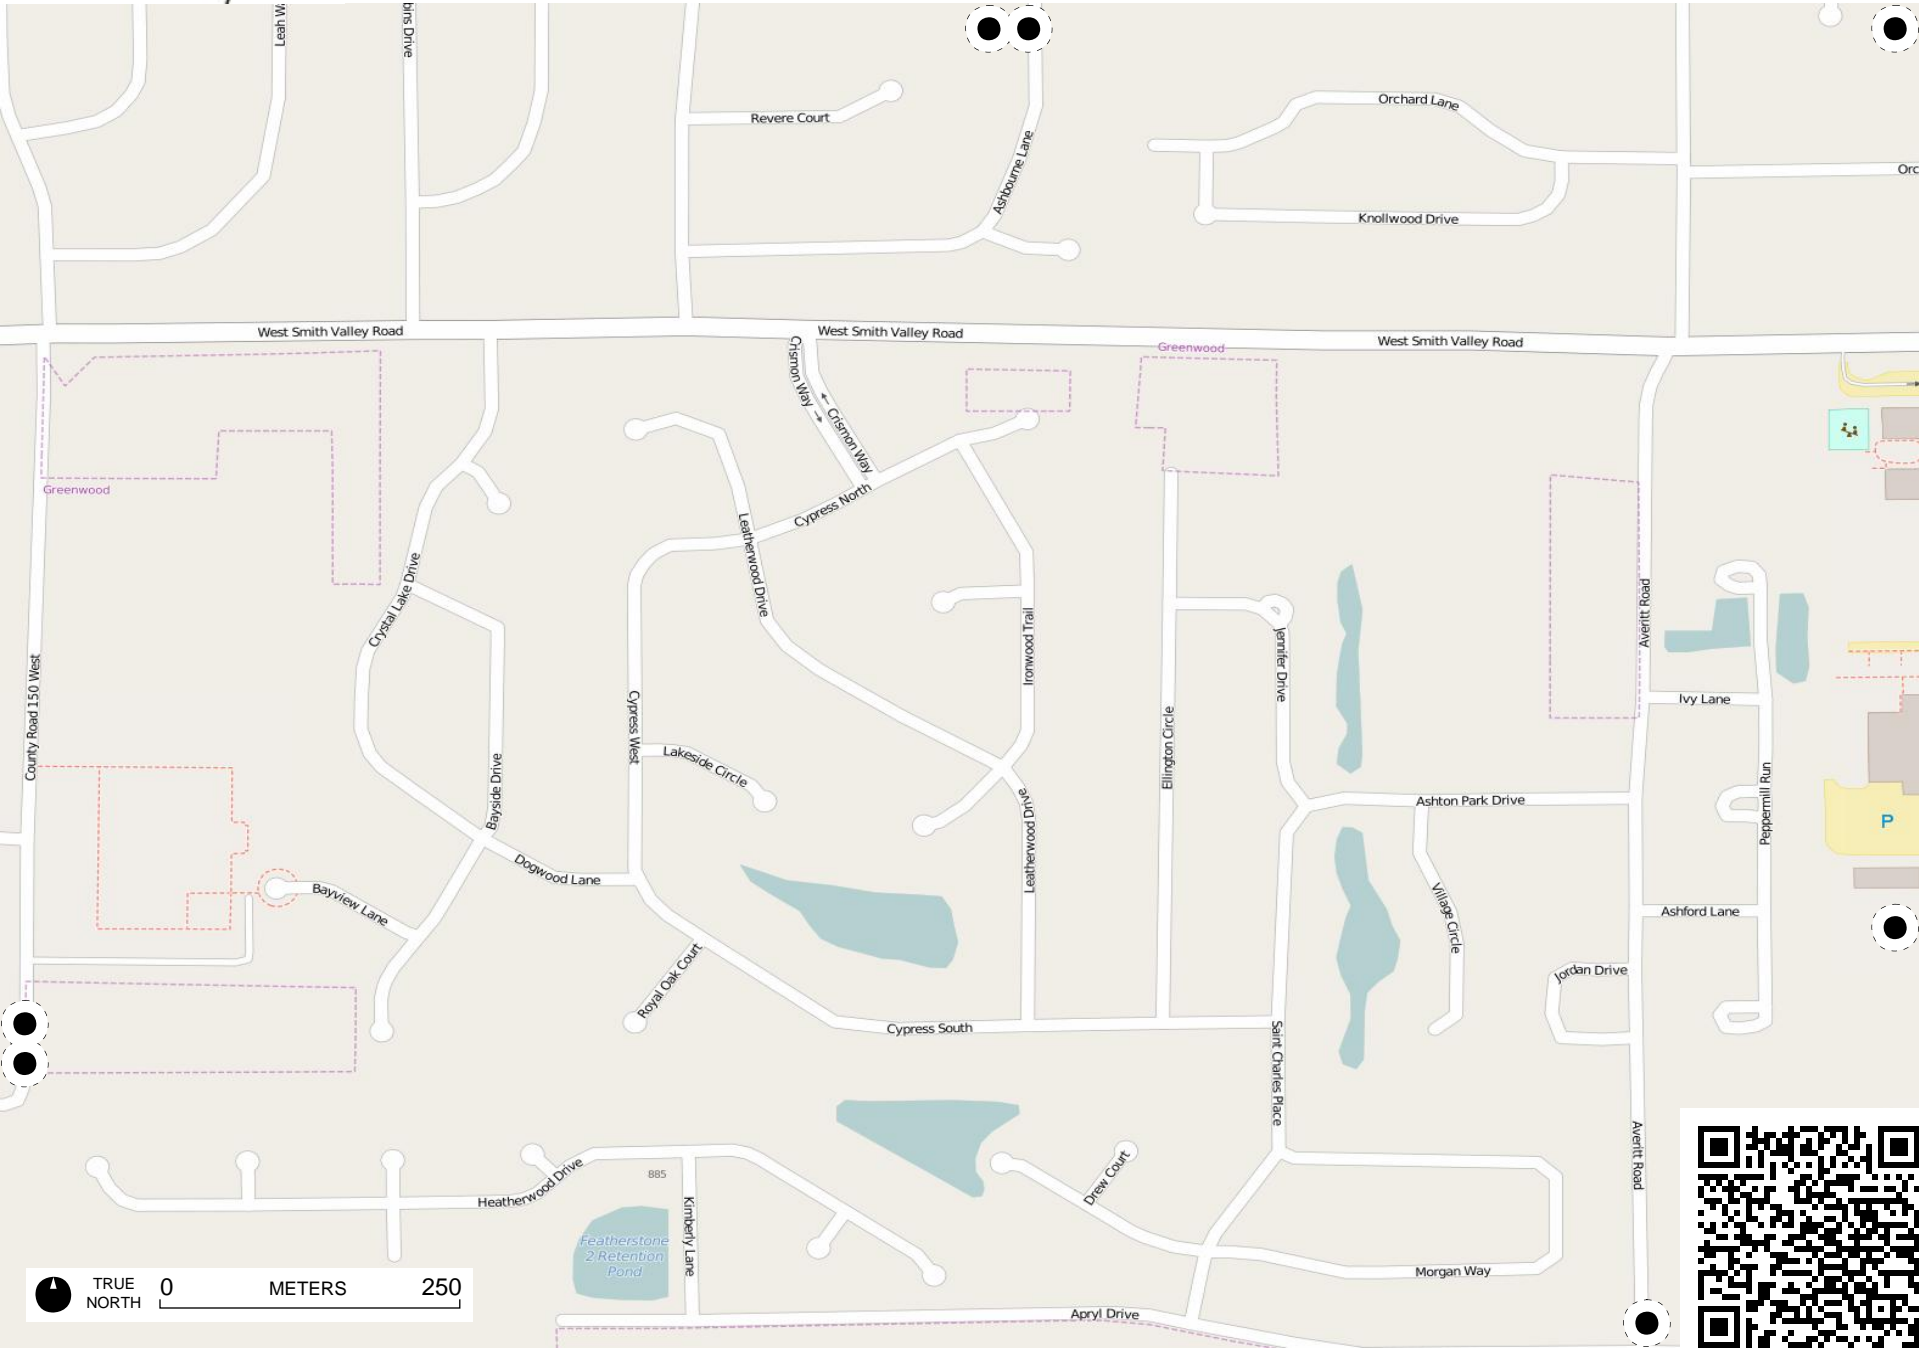 Leah W
bins Drive
Revere Court
Ashbourne Lane
Orchard Lane
Orc
Knollwood Drive
West Smith Valley Road
West Smith Valley Road
West Smith Valley Road
Greenwood
Crismon Way
Crismon Way
Greenwood
Cypress North
Leatherwood Drive
Crystal Lake Drive
Averitt Road
Ironwood Trail
Jennifer Drive
County Road 150 West
Cypress West
Ivy Lane
Ellington Circle
Lakeside Circle
Bayside Drive
Peppermill Run
Leatherwood Drive
Ashton Park Drive
P
Dogwood Lane
Bayview Lane
Village Circle
Ashford Lane
Royal Oak Court
Jordan Drive
Cypress South
Saint Charles Place
Averitt Road
Heatherwood Drive
885
Drew Court
Kimberly Lane
Featherstone
2 Retention
Pond
Morgan Way
Apryl Drive
TRUE
NORTH
0 METERS 250